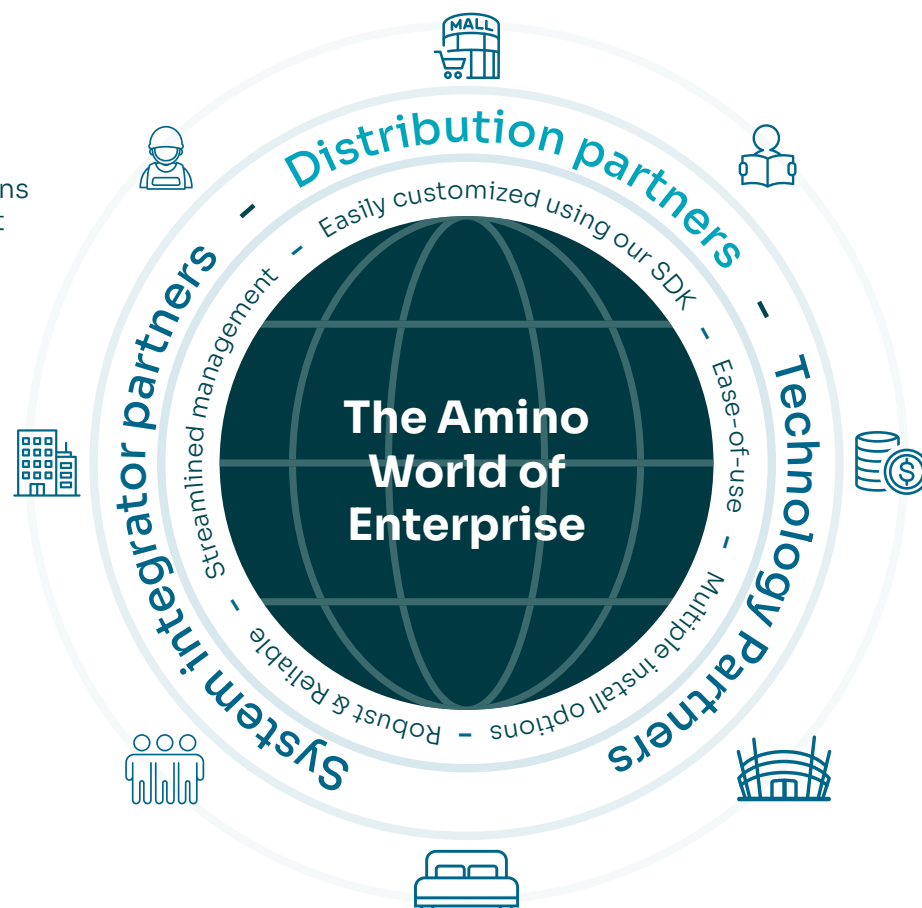 MALL
Distribution partners
-
Technology Partners
System integrator partners
-
Easily customized using our SDK
-
Ease-of-use
-
Multiple install options
-
Robust & Reliable
-
Streamlined management
-
The Amino
World of
Enterprise
ns
t
$